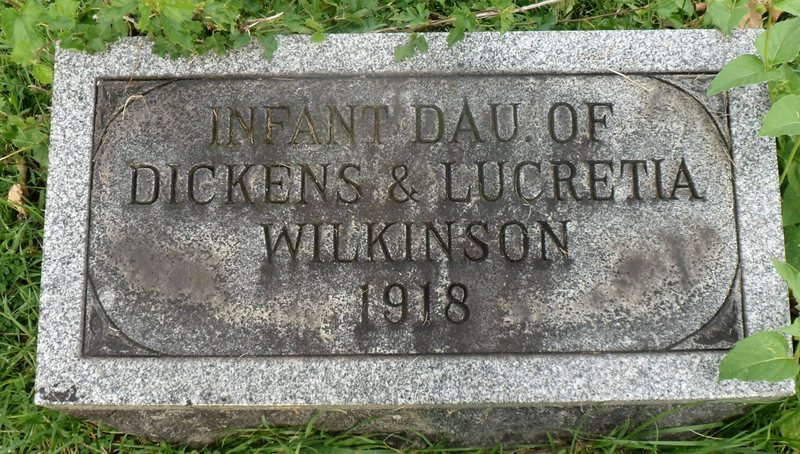 INFANT DAU. OF
DICKENS & LUCRETIA
WILKINSON
1918